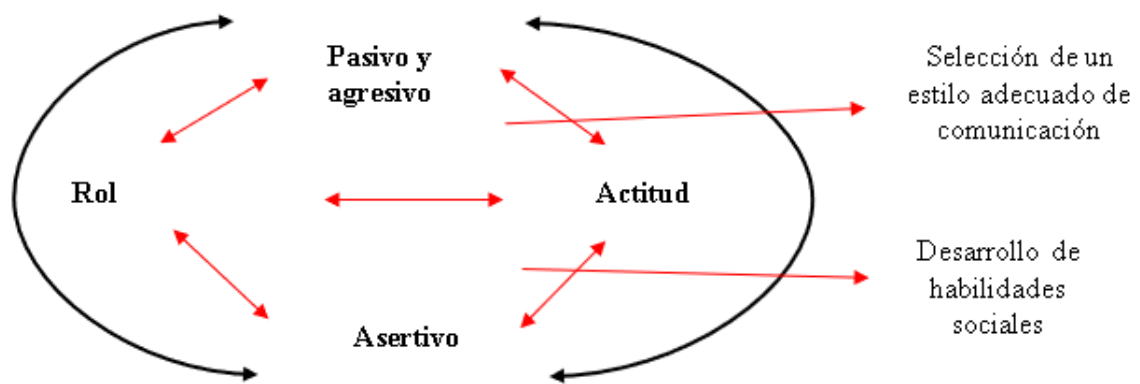 Pasivo y
agresivo
Selección de un
estilo adecuado de
comunicación
Rol
Actitud
Asertivo
Desarrollo de
habilidades
sociales